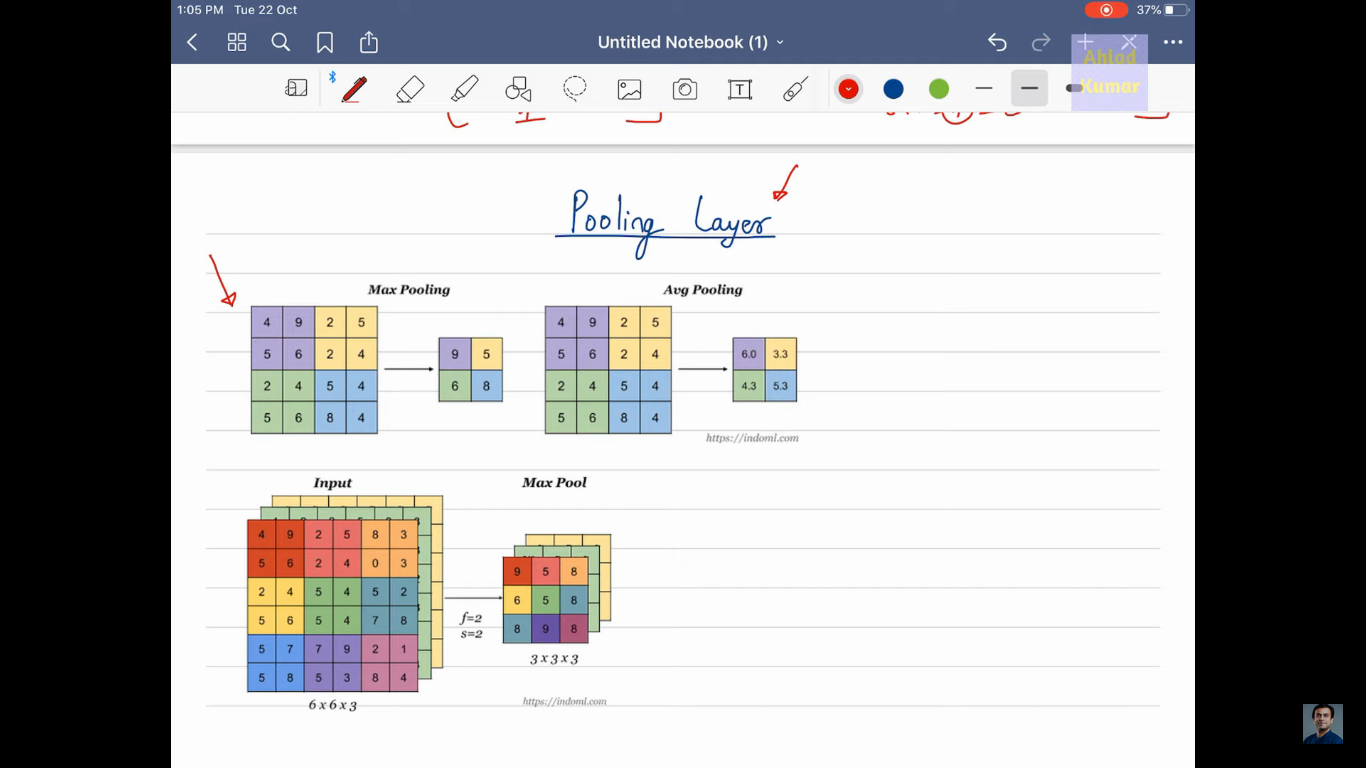 1:05 PM Tue 22 Oct 37%
Untitled Notebook (1)
Ahlad
Kumar
T
Pooling Layer
Max Pooling Avg Pooling
4 9 2 5 4 9 2 5
5 6 2 4 9 5 5 6 2 4 6.0 3.3
2 4 5 4 6 8 2 4 5 4 4.3 5.3
5 6 8 4 5 6 8 4
https://indoml.com
Input Max Pool
4 9 2 5 8 3
5 6 2 4 0 3 9 5 8
2 4 5 4 5 2 6 5 8
5 6 5 4 7 8 f=2 8 9 8
5 7 7 9 2 1 s=2
5 8 5 3 8 4 3 x 3 x 3
6 x 6 x 3 https://indoml.com